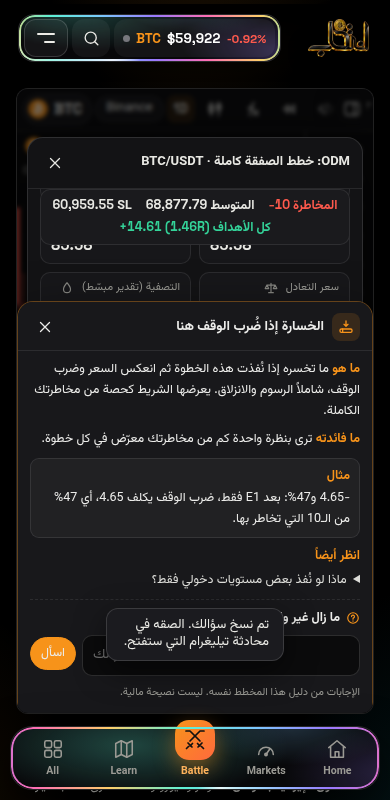 BTC $59,922 -0.92%
BTC
Binance
1D
ODM: خطط الصفقة كاملة · BTC/USDT
المخاطرة 10- المتوسط 68,877.79 SL 60,959.55
كل الأهداف 14.61+ (1.46R)
سعر التعادل
التصفية (تقدير مبسّط)
الخسارة إذا ضُرب الوقف هنا
ما هو ما تخسره إذا نُفذت هذه الخطوة ثم انعكس السعر وضرب
الوقف، شاملاً الرسوم والانزلاق. يعرضها الشريط كحصة من مخاطرتك
الكاملة.
ما فائدته ترى بنظرة واحدة كم من مخاطرتك معرّض في كل خطوة.
مثال
-4.65 و47%: بعد E1 فقط، ضرب الوقف يكلف 4.65، أي 47%
من الـ10 التي تخاطر بها.
انظر أيضاً
ماذا لو نُفذ بعض مستويات دخولي فقط؟
ما زال غير
تم نسخ سؤالك. الصقه في
محادثة تيليغرام التي ستفتح.
اسأل
الإجابات من دليل هذا المخطط نفسه. ليست نصيحة مالية.
All Learn Battle Markets Home